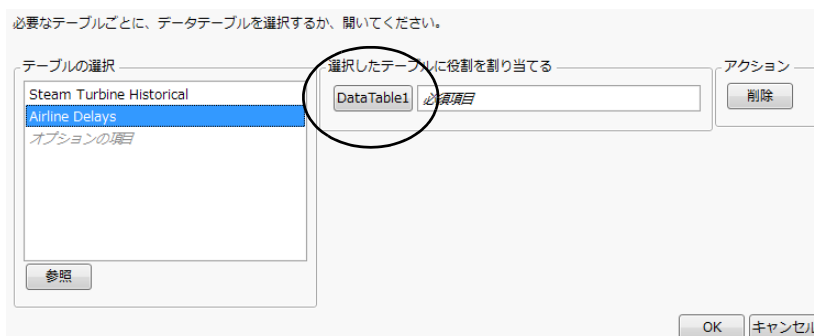 必要なテーブルごとに、データテーブルを選択するか、開いてください。
テーブルの選択
Steam Turbine Historical
Airline Delays
オプションの項目
参照
選択したテーブルに役割を割り当てる
DataTable1
必須項目
アクション
削除
OK
キャンセル